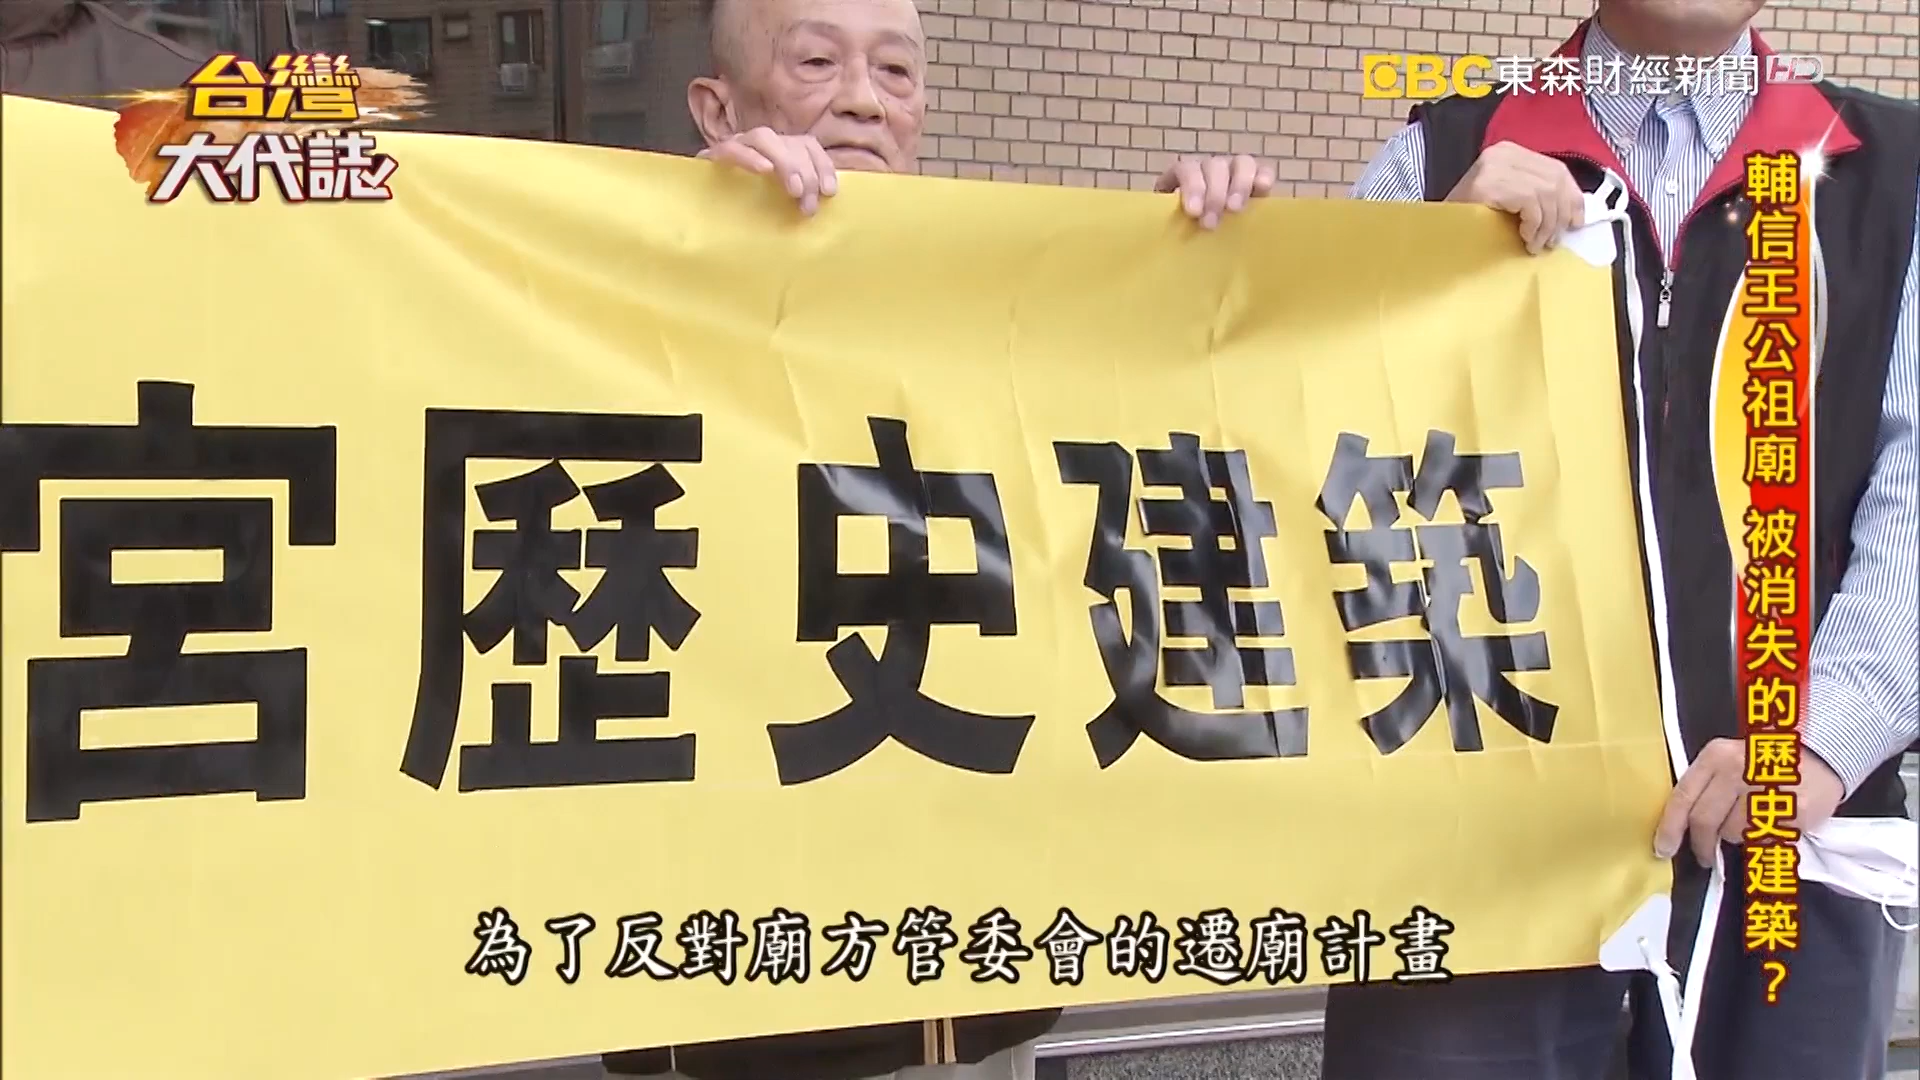 台灣
大代誌
EBC東森財經新聞HD
輔信王公祖廟 被消失的歷史建築？
宮歷史建築
為了反對廟方管委會的遷廟計畫